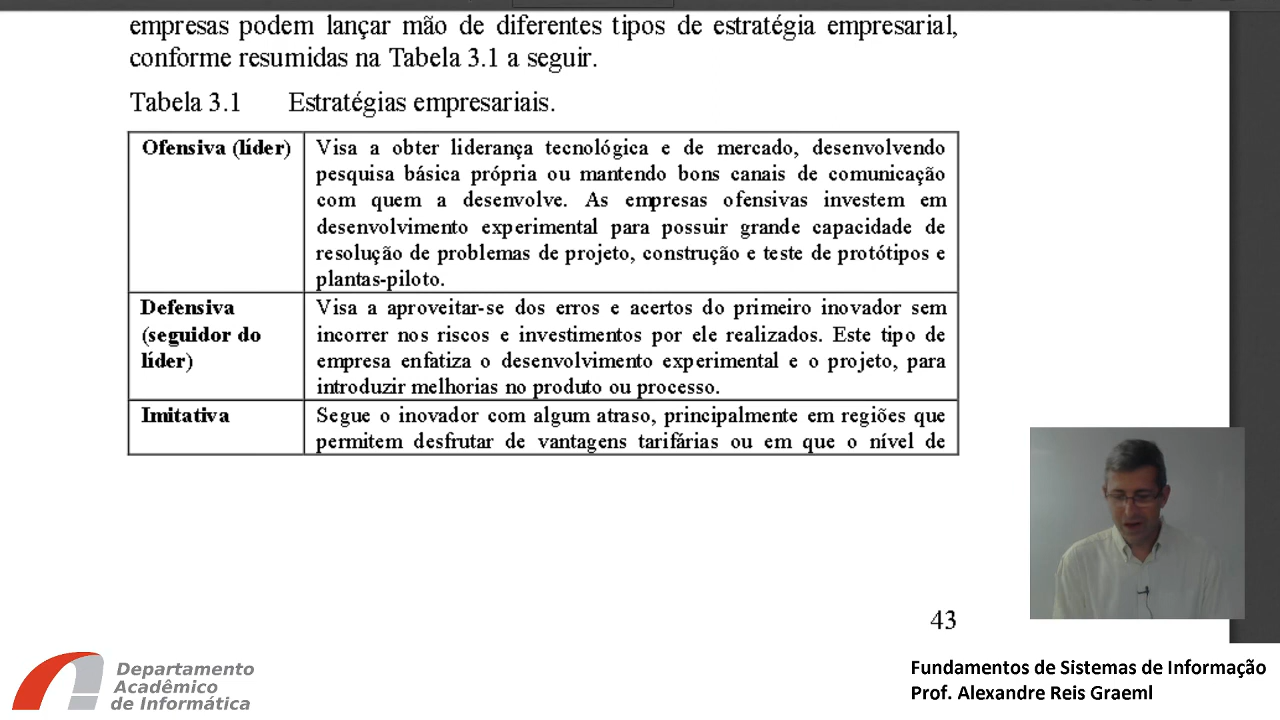 empresas podem lançar mão de diferentes tipos de estratégia empresarial,
conforme resumidas na Tabela 3.1 a seguir.
Tabela 3.1 Estratégias empresariais.
Ofensiva (líder)
Visa a obter liderança tecnológica e de mercado, desenvolvendo
pesquisa básica própria ou mantendo bons canais de comunicação
com quem a desenvolve. As empresas ofensivas investem em
desenvolvimento experimental para possuir grande capacidade de
resolução de problemas de projeto, construção e teste de protótipos e
plantas-piloto.
Defensiva
(seguidor do
líder)
Visa a aproveitar-se dos erros e acertos do primeiro inovador sem
incorrer nos riscos e investimentos por ele realizados. Este tipo de
empresa enfatiza o desenvolvimento experimental e o projeto, para
introduzir melhorias no produto ou processo.
Imitativa
Segue o inovador com algum atraso, principalmente em regiões que
permitem desfrutar de vantagens tarifárias ou em que o nível de
43
Departamento
Acadêmico
de Informática
Fundamentos de Sistemas de Informação
Prof. Alexandre Reis Graeml